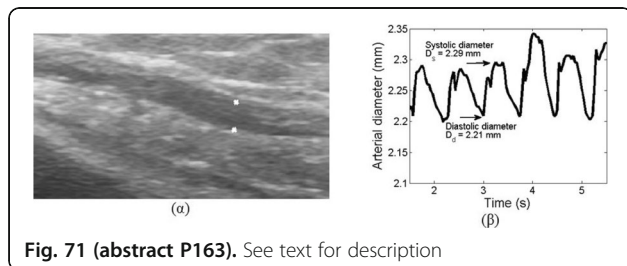 (α)
Arterial diameter (mm)
2.35
2.3
2.25
2.2
2.15
2.1
Systolic diameter
D_s = 2.29 mm
Diastolic diameter
D_d = 2.21 mm
2 3 4 5
Time (s)
(β)
Fig. 71 (abstract P163). See text for description